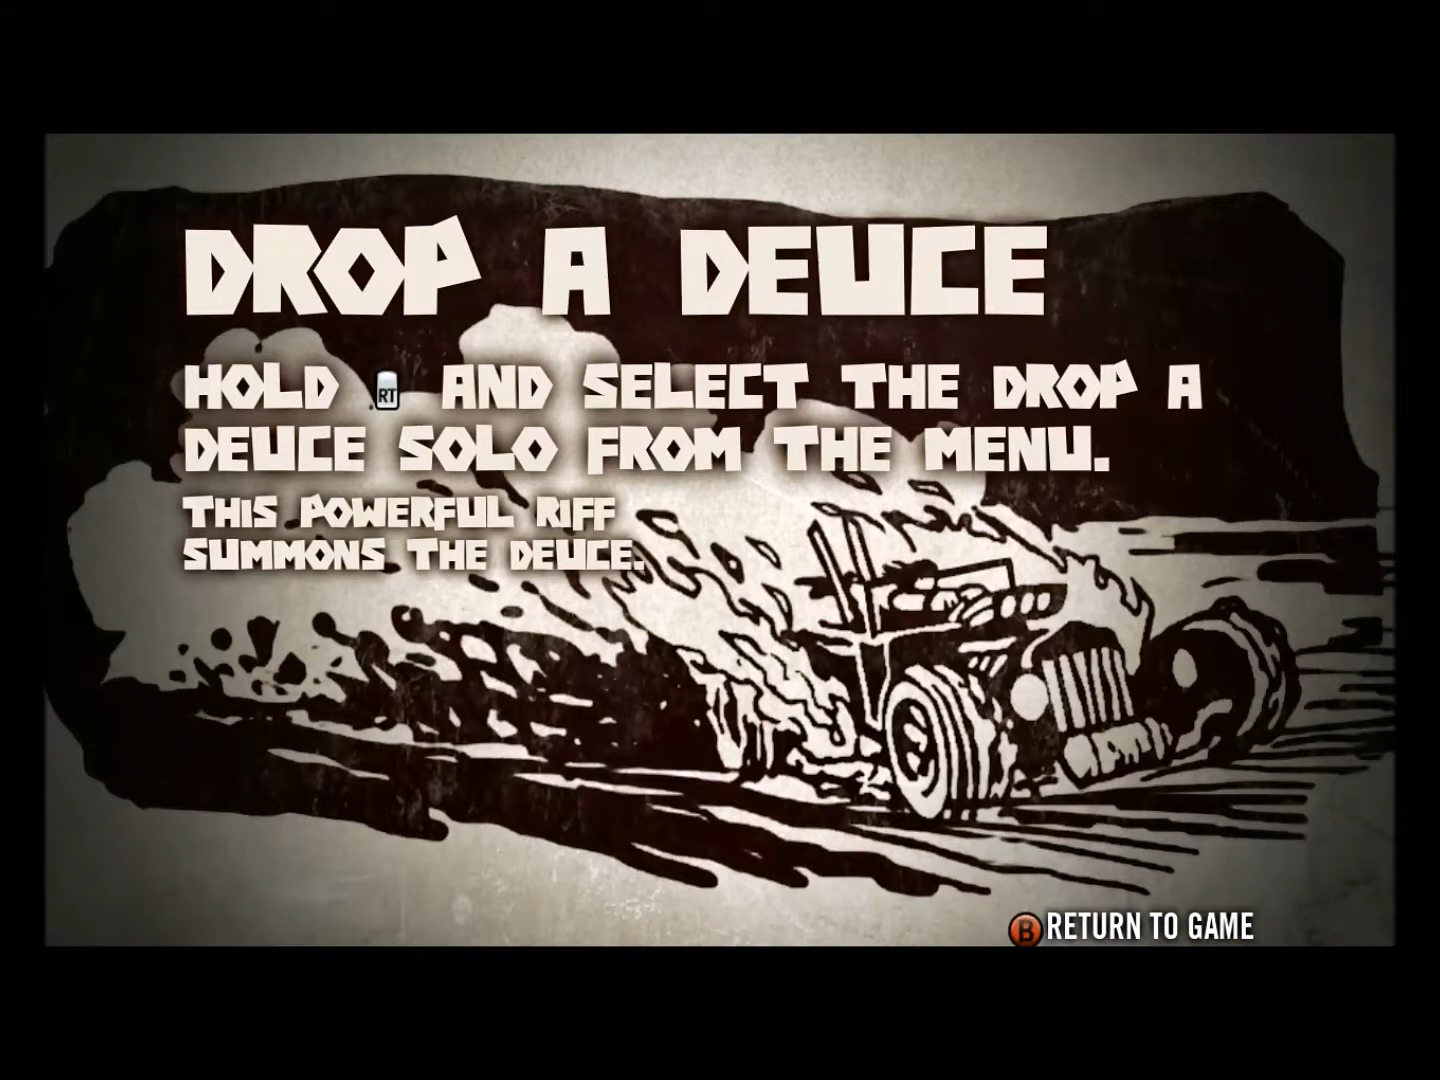 DROP A DEUCE
HOLD RT AND SELECT THE DROP A
DEUCE SOLO FROM THE MENU.
THIS POWERFUL RIFF
SUMMONS THE DEUCE.
B RETURN TO GAME